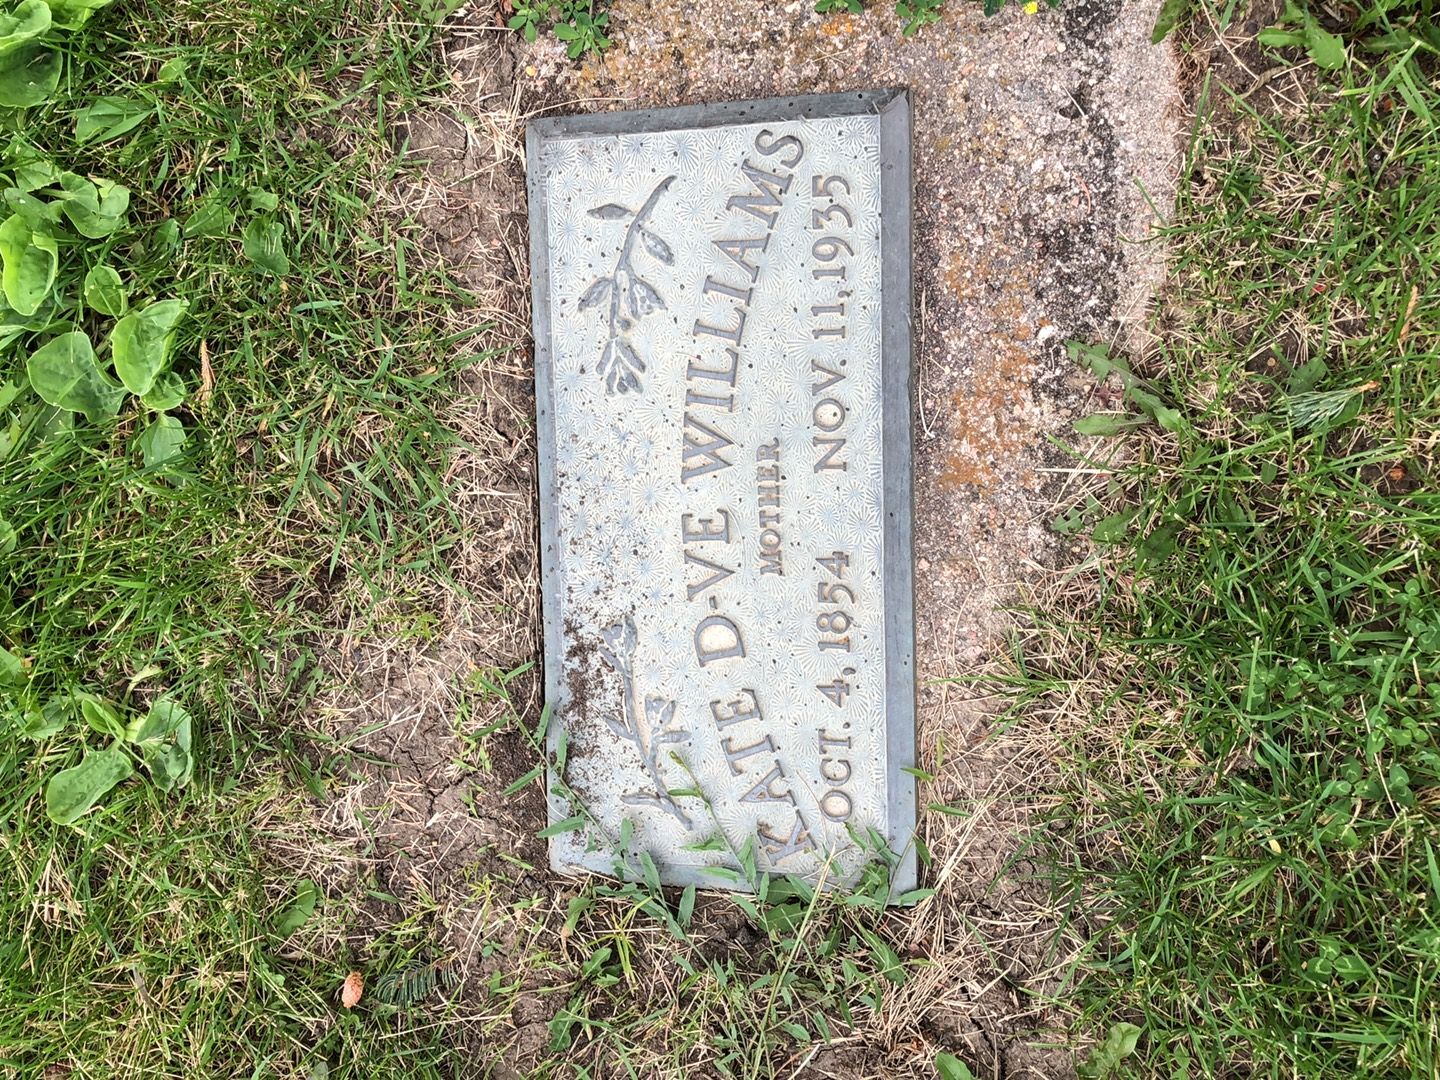 KATE D-VE WILLIAMS
MOTHER
OCT. 4, 1854 NOV. 11, 1935